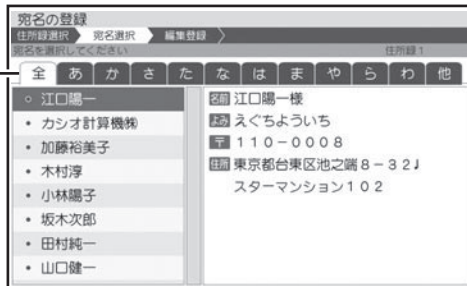 宛名の登録
住所録選択 宛名選択 編集登録
宛名を選択してください 住所録1
全 あ か さ た な は ま や ら わ 他
江口陽一
カシオ計算機㈱
加藤裕美子
木村淳
小林陽子
坂木次郎
田村純一
山口健一
名前 江口陽一様
よみ えぐちよういち
〒 110-0008
住所 東京都台東区池之端8-32↲
スターマンション102